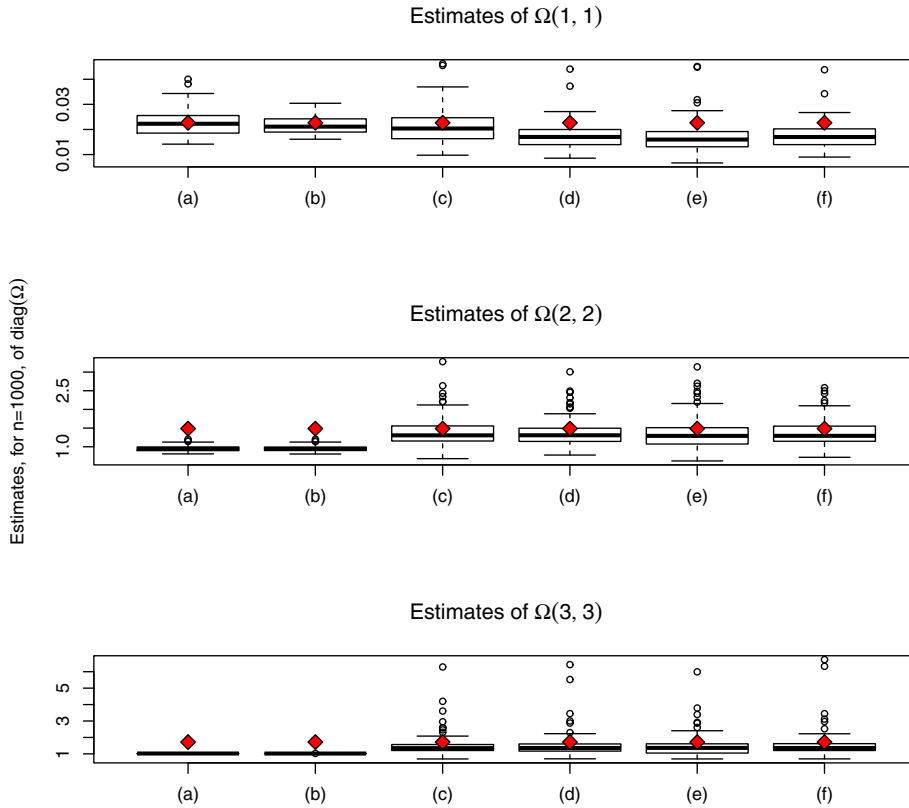 Estimates of Ω(1, 1)
0.03
0.01
(a) (b) (c) (d) (e) (f)
Estimates, for n=1000, of diag(Ω)
Estimates of Ω(2, 2)
2.5
1.0
(a) (b) (c) (d) (e) (f)
Estimates of Ω(3, 3)
5
3
1
(a) (b) (c) (d) (e) (f)